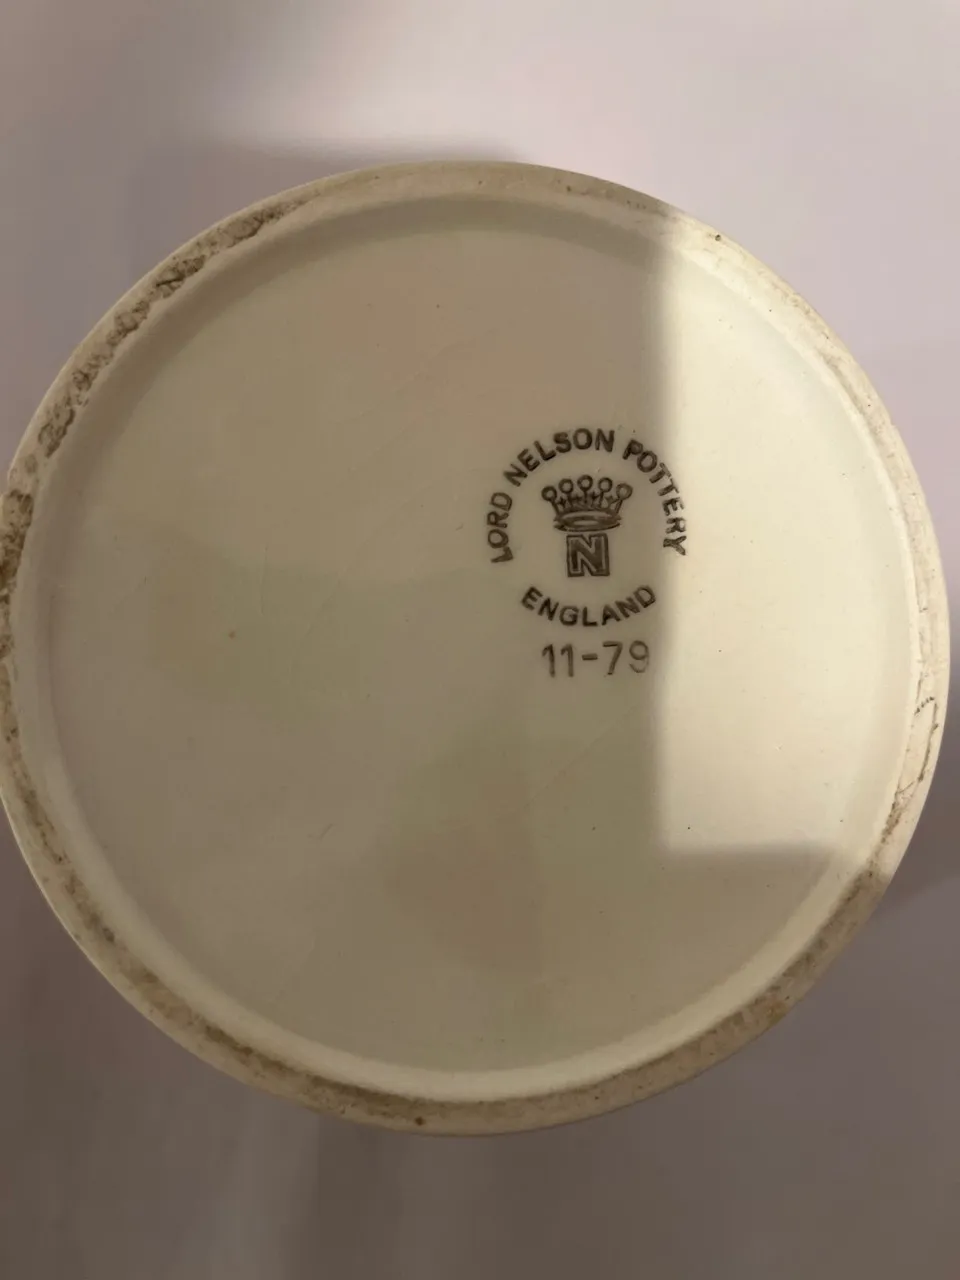 LORD NELSON POTTERY
N
ENGLAND
11-79